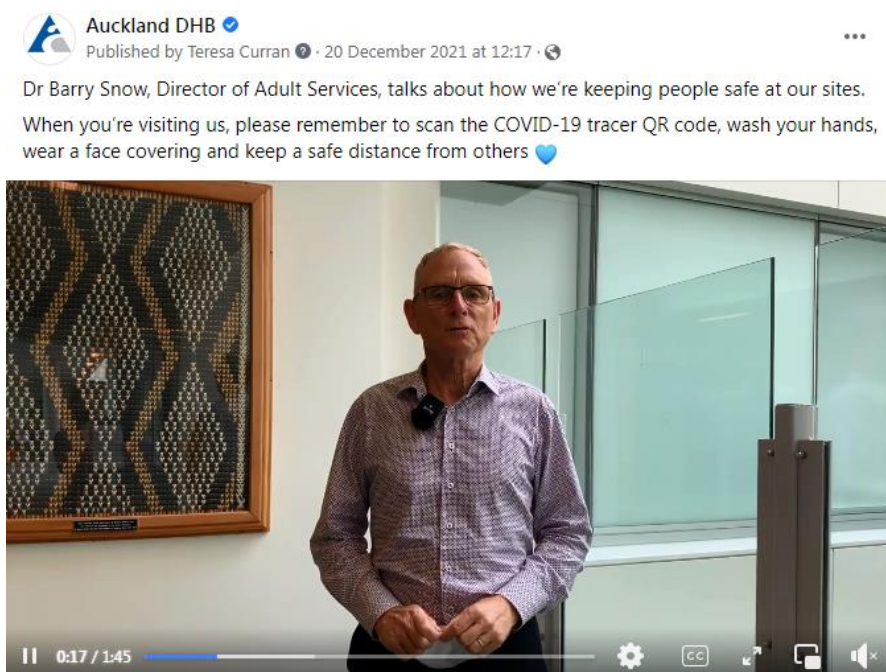 Auckland DHB
Published by Teresa Curran · 20 December 2021 at 12:17 ·
Dr Barry Snow, Director of Adult Services, talks about how we're keeping people safe at our sites.
When you're visiting us, please remember to scan the COVID-19 tracer QR code, wash your hands,
wear a face covering and keep a safe distance from others 💙
0:17 / 1:45
CC